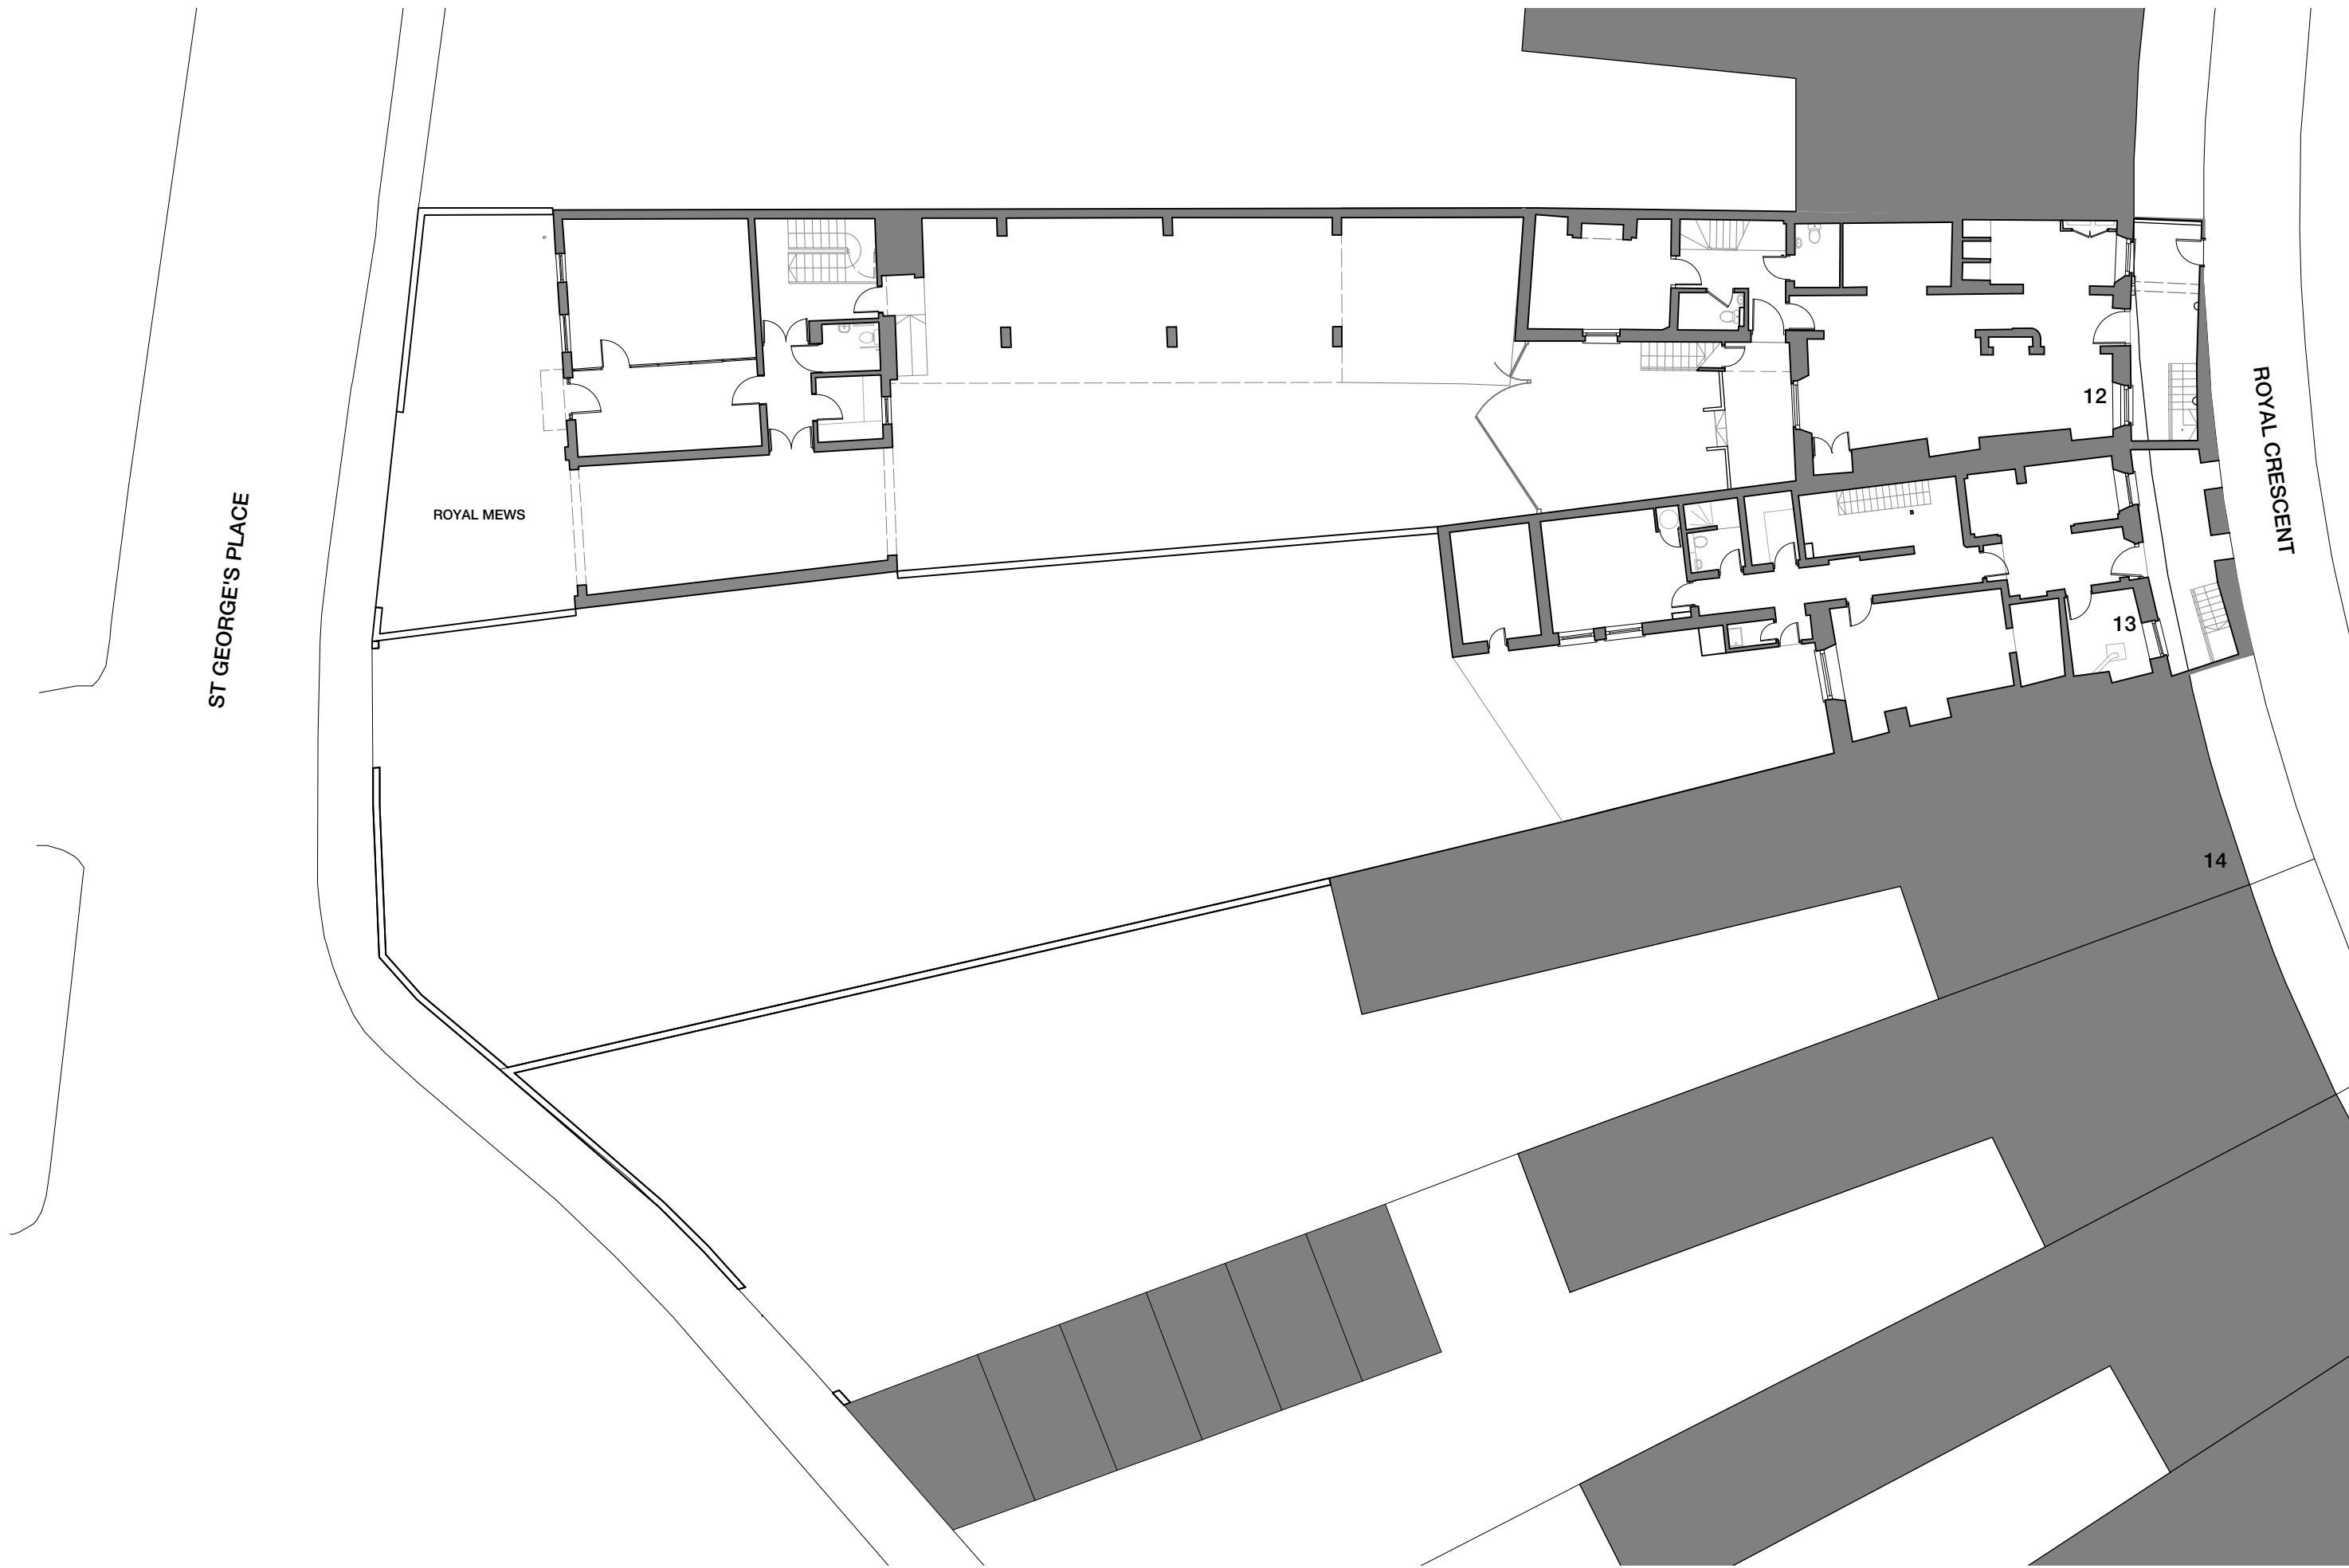 12
ROYAL CRESCENT
ST GEORGE'S PLACE
ROYAL MEWS
13
14